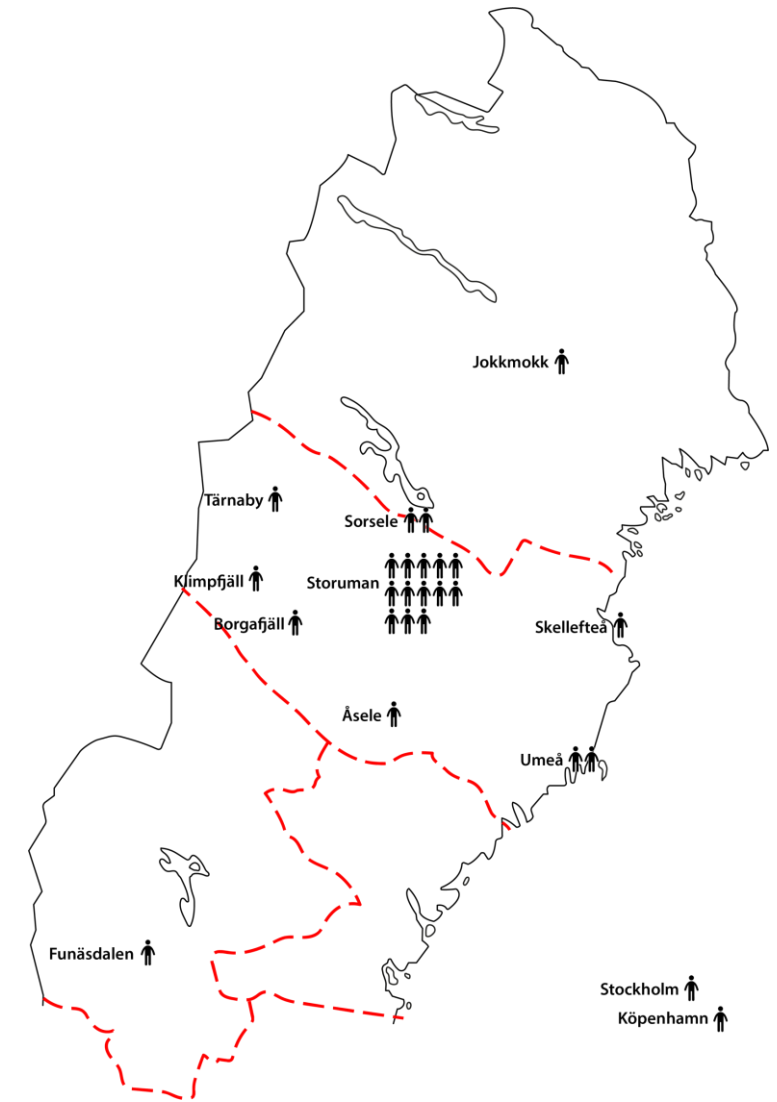 Jokkmokk
Tärnaby
Sorsele
Klimpfjäll
Storuman
Borgafjäll
Skellefteå
Åsele
Umeå
Funäsdalen
Stockholm
Köpenhamn